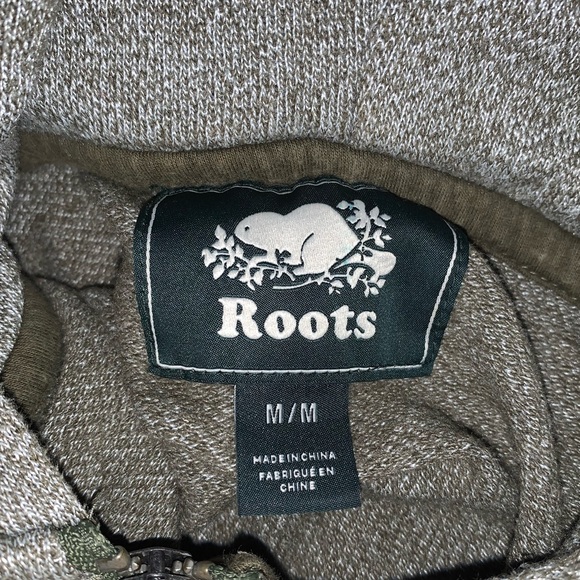 Roots
M/M
MADE IN CHINA
FABRIQUÉ EN
CHINE